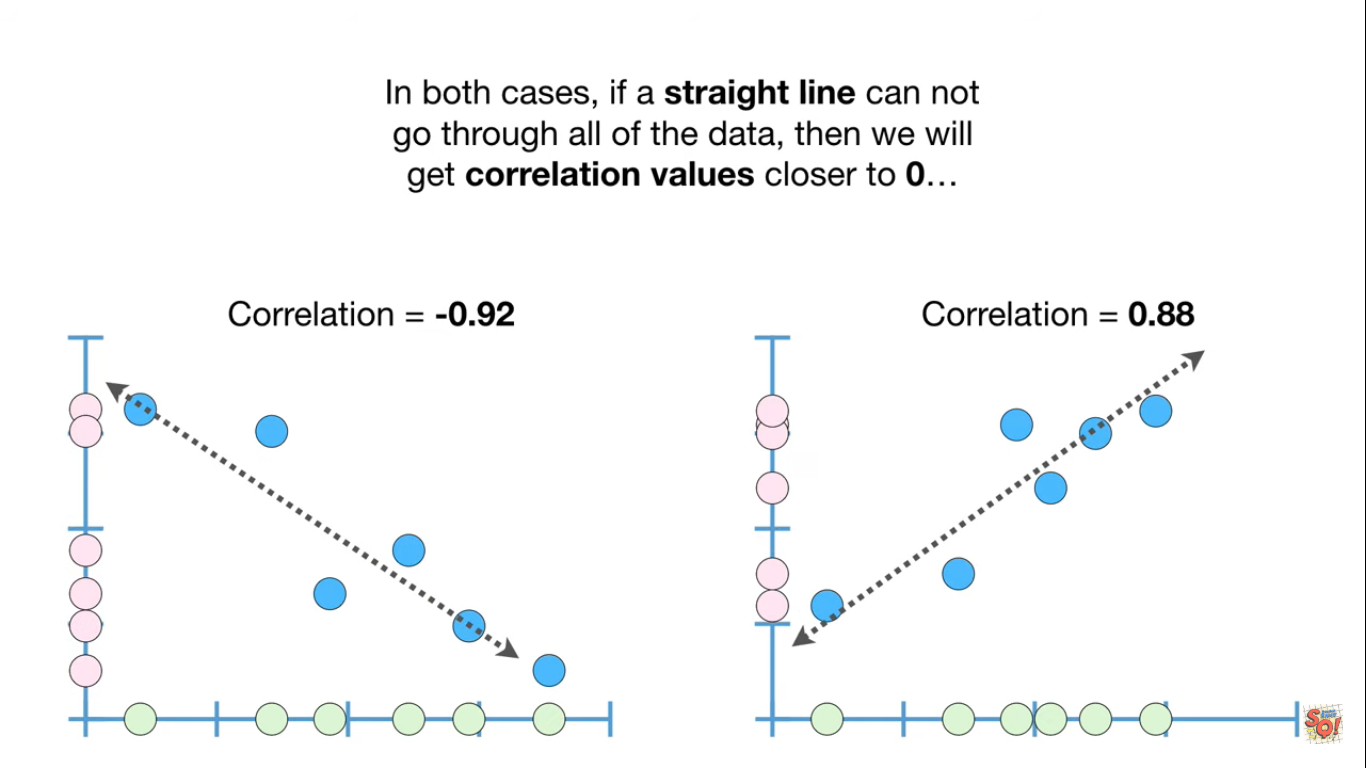 In both cases, if a straight line can not
go through all of the data, then we will
get correlation values closer to 0…
Correlation = -0.92
Correlation = 0.88
SQ!